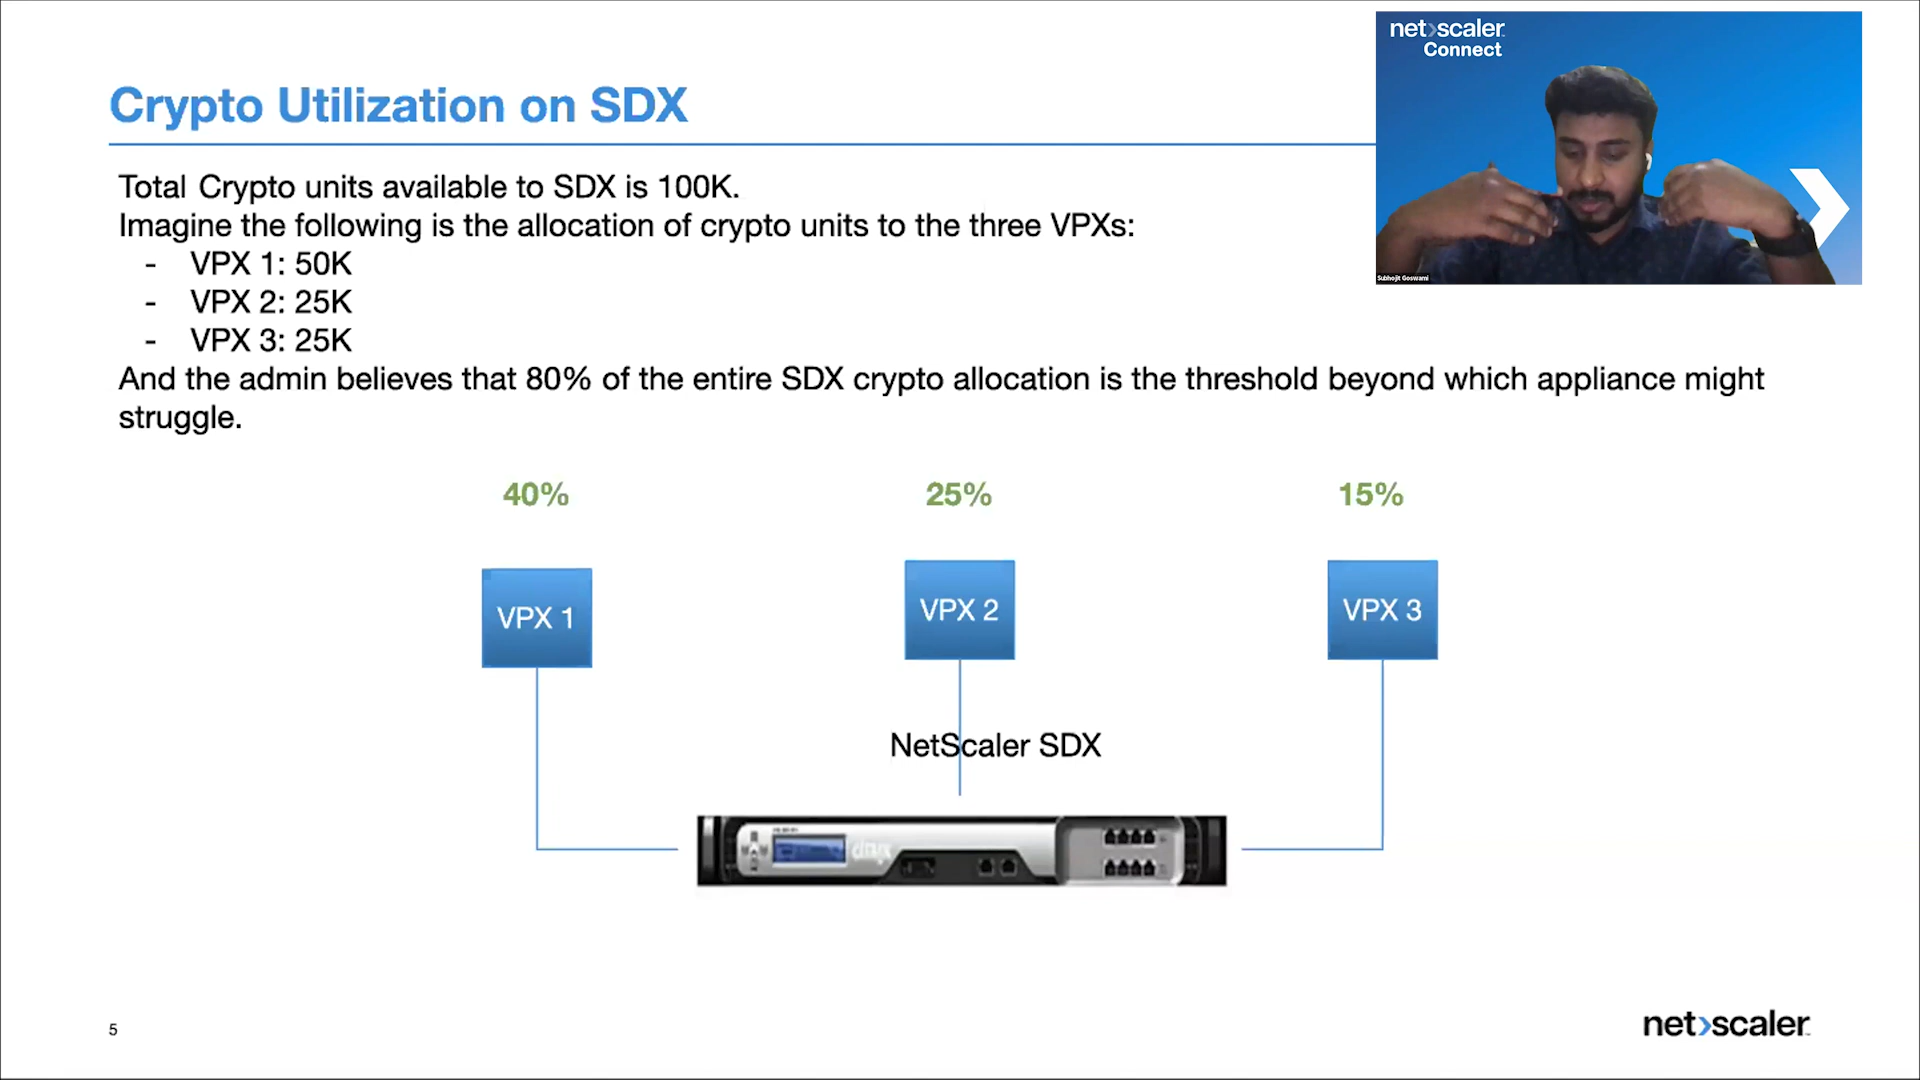 net>scaler
Connect
Subhojit Goswami
Crypto Utilization on SDX
Total Crypto units available to SDX is 100K.
Imagine the following is the allocation of crypto units to the three VPXs:
- VPX 1: 50K
- VPX 2: 25K
- VPX 3: 25K
And the admin believes that 80% of the entire SDX crypto allocation is the threshold beyond which appliance might
struggle.
40%
25%
15%
VPX 1
VPX 2
VPX 3
NetScaler SDX
citrix
5
net>scaler